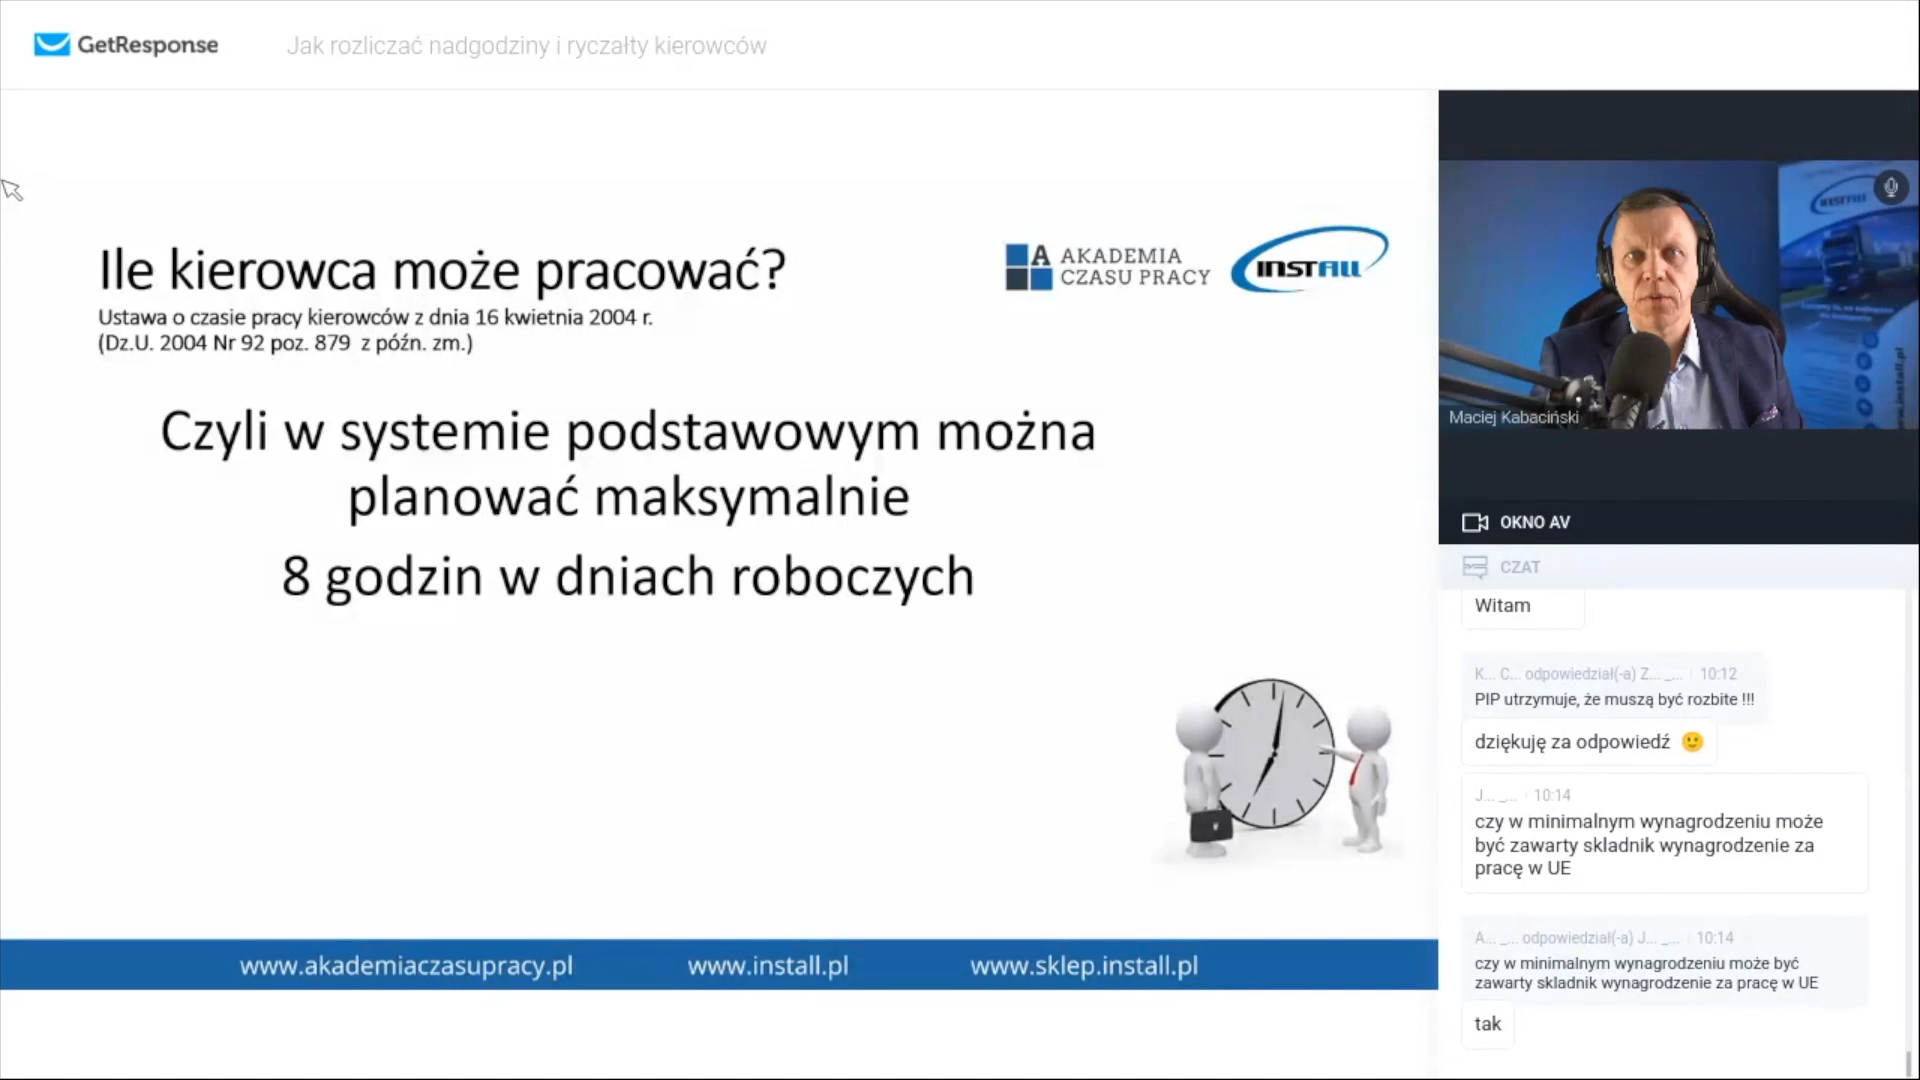 GetResponse
Jak rozliczać nadgodziny i ryczałty kierowców
Ile kierowca może pracować?
Ustawa o czasie pracy kierowców z dnia 16 kwietnia 2004 r.
(Dz.U. 2004 Nr 92 poz. 879 z późn. zm.)
A AKADEMIA
CZASU PRACY
INSTALL
Czyli w systemie podstawowym można
planować maksymalnie
8 godzin w dniach roboczych
www.akademiaczasupracy.pl
www.install.pl
www.sklep.install.pl
INSTALL
Maciej Kabaciński
OKNO AV
CZAT
Witam
K... C... odpowiedział(-a) Z... _... 10:12
PIP utrzymuje, że muszą być rozbite !!!
dziękuję za odpowiedź 🙂
J... _... 10:14
czy w minimalnym wynagrodzeniu może
być zawarty skladnik wynagrodzenie za
pracę w UE
A... _... odpowiedział(-a) J... _... 10:14
czy w minimalnym wynagrodzeniu może być
zawarty skladnik wynagrodzenie za pracę w UE
tak